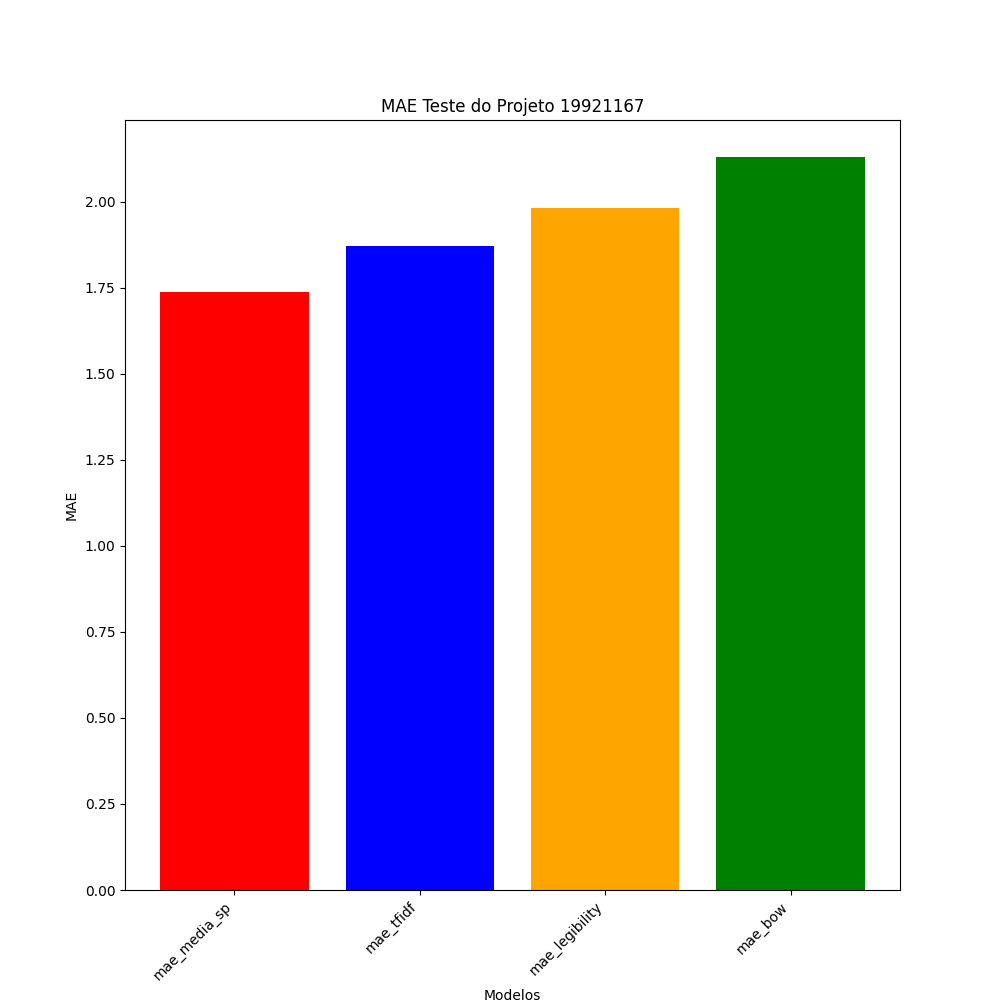 MAE Teste do Projeto 19921167
MAE
2.00
1.75
1.50
1.25
1.00
0.75
0.50
0.25
0.00
mae_media_sp
mae_tfidf
mae_legibility
mae_bow
Modelos